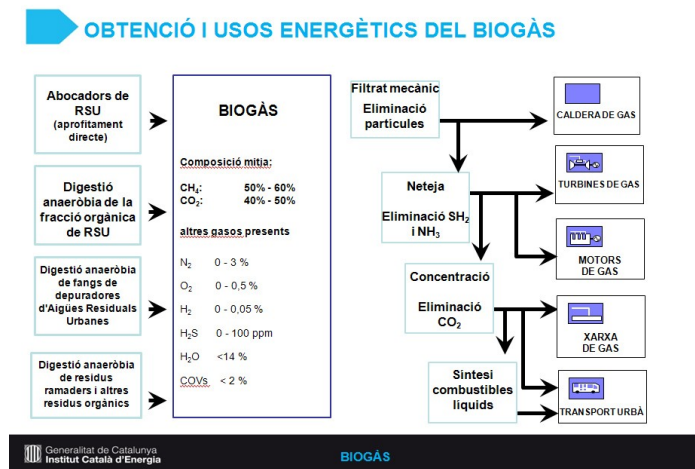 OBTENCIÓ I USOS ENERGÈTICS DEL BIOGÀS
Abocadors de
RSU
(aprofitament
directe)
Digestió
anaeròbia de la
fracció orgànica
de RSU
Digestió anaeròbia
de fangs de
depuradores
d'Aigües Residuals
Urbanes
Digestió anaeròbia
de residus
ramaders i altres
residus orgànics
BIOGÀS
Composició mitja:
CH₄: 50% - 60%
CO₂: 40% - 50%
altres gasos presents
N₂ 0 - 3 %
O₂ 0 - 0,5 %
H₂ 0 - 0,05 %
H₂S 0 - 100 ppm
H₂O <14 %
COVs < 2 %
Filtrat mecànic
Eliminació
particules
Neteja
Eliminació SH₂
i NH₃
Concentració
Eliminació
CO₂
Sintesi
combustibles
líquids
CALDERA DE GAS
TURBINES DE GAS
MOTORS
DE GAS
XARXA
DE GAS
TRANSPORT URBÀ
Generalitat de Catalunya
Institut Català d'Energia
BIOGÀS